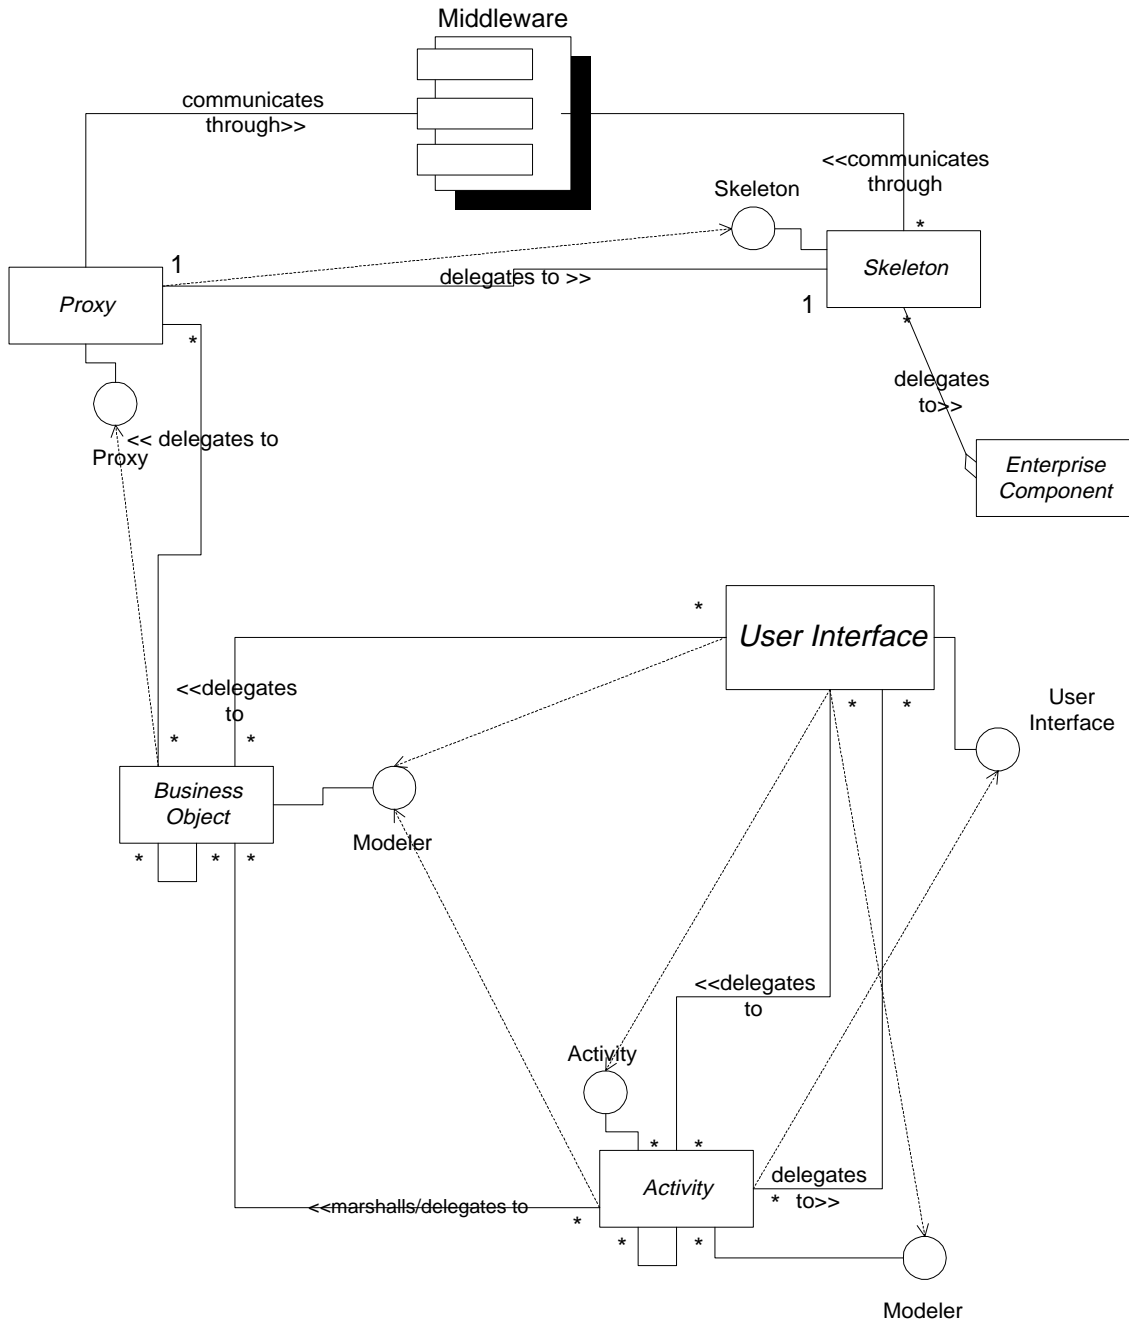 Middleware
communicates
through>>
<<communicates
through
Skeleton
*
1
Skeleton
delegates to >>
Proxy
1
*
*
delegates
to>>
<< delegates to
Proxy
Enterprise
Component
*
User Interface
<<delegates
to
*
*
User
Interface
*
*
Business
Object
Modeler
*
*
*
<<delegates
to
Activity
*
*
delegates
*
to>>
Activity
<<marshalls/delegates to
*
*
*
Modeler